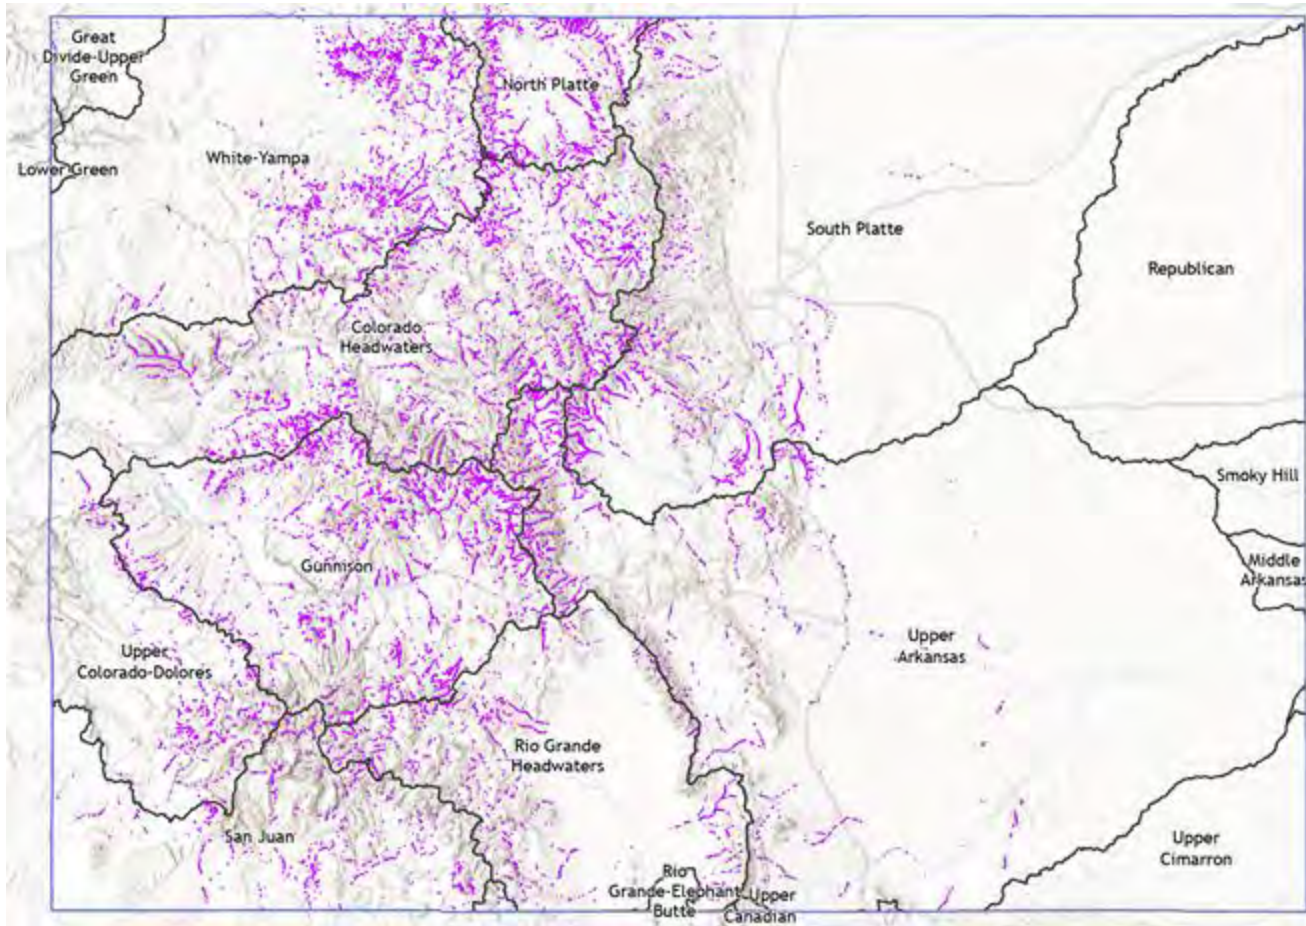 Great
Divide-Upper
Green
North Platte
White-Yampa
Lower Green
South Platte
Republican
Colorado
Headwaters
Smoky Hill
Gunnison
Middle
Arkansas
Upper
Colorado-Dolores
Upper
Arkansas
Rio Grande
Headwaters
San Juan
Upper
Cimarron
Rio
Grande-Elephant
Butte
Upper
Canadian